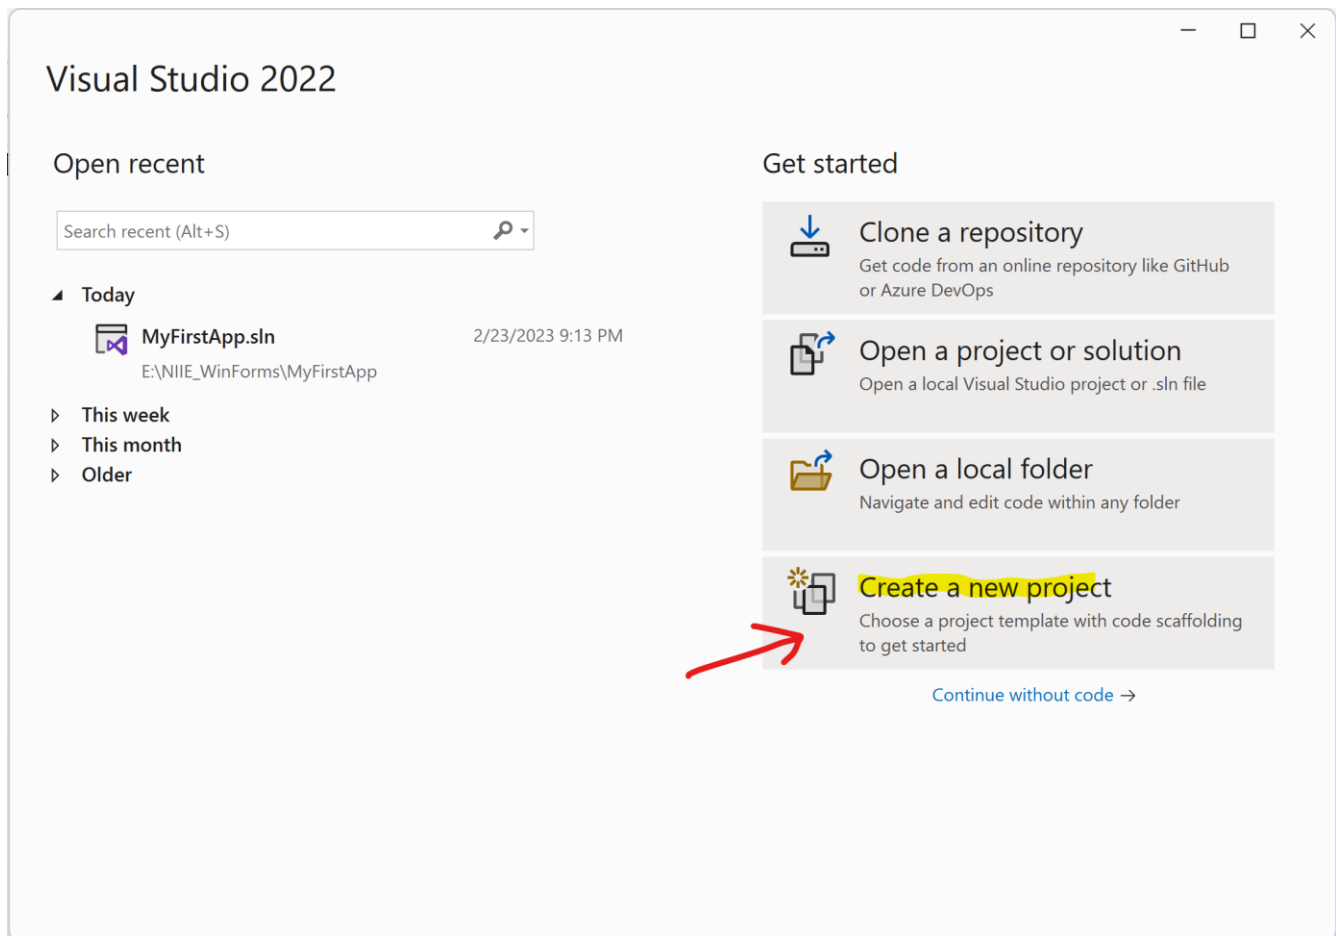 Visual Studio 2022
Open recent
Search recent (Alt+S)
Today
MyFirstApp.sln
2/23/2023 9:13 PM
E:\NIIE_WinForms\MyFirstApp
This week
This month
Older
Get started
Clone a repository
Get code from an online repository like GitHub
or Azure DevOps
Open a project or solution
Open a local Visual Studio project or .sln file
Open a local folder
Navigate and edit code within any folder
Create a new project
Choose a project template with code scaffolding
to get started
Continue without code →